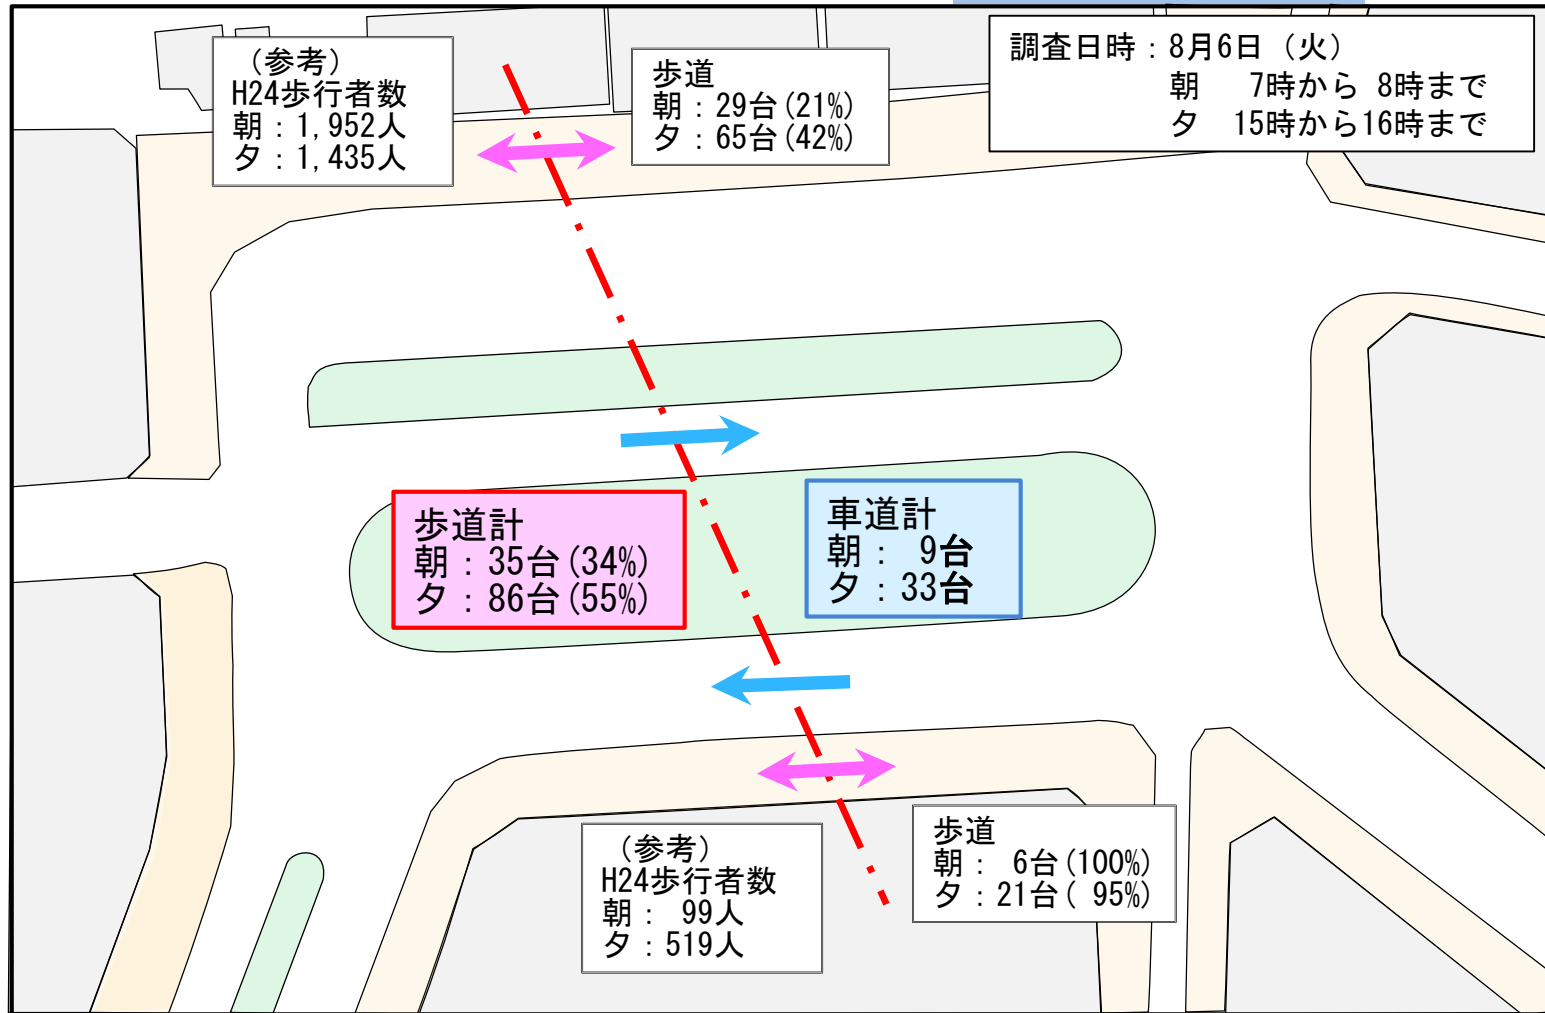 調査日時：8月6日（火）
朝　7時から 8時まで
夕　15時から16時まで
（参考）
H24歩行者数
朝：1,952人
夕：1,435人
歩道
朝：29台(21%)
夕：65台(42%)
歩道計
朝：35台(34%)
夕：86台(55%)
車道計
朝： 9台
夕：33台
（参考）
H24歩行者数
朝： 99人
夕：519人
歩道
朝： 6台(100%)
夕：21台( 95%)